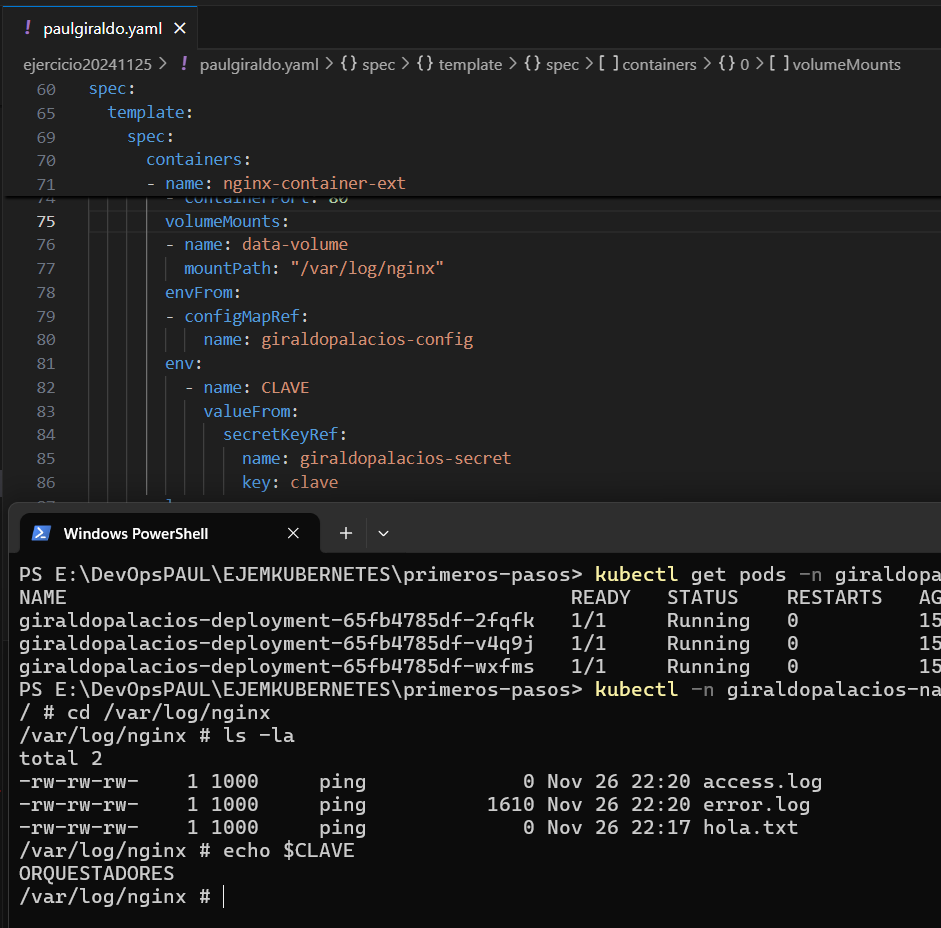 ! paulgiraldo.yaml ×
ejercicio20241125 > ! paulgiraldo.yaml > {} spec > {} template > {} spec > [ ] containers > {} 0 > [ ] volumeMounts
60 spec:
65 template:
69 spec:
70 containers:
71 - name: nginx-container-ext
74 - containerPort: 80
75 volumeMounts:
76 - name: data-volume
77 mountPath: "/var/log/nginx"
78 envFrom:
79 - configMapRef:
80 name: giraldopalacios-config
81 env:
82 - name: CLAVE
83 valueFrom:
84 secretKeyRef:
85 name: giraldopalacios-secret
86 key: clave
Windows PowerShell
PS E:\DevOpsPAUL\EJEMKUBERNETES\primeros-pasos> kubectl get pods -n giraldopa
NAME READY STATUS RESTARTS AG
giraldopalacios-deployment-65fb4785df-2fqfk 1/1 Running 0 15
giraldopalacios-deployment-65fb4785df-v4q9j 1/1 Running 0 15
giraldopalacios-deployment-65fb4785df-wxfms 1/1 Running 0 15
PS E:\DevOpsPAUL\EJEMKUBERNETES\primeros-pasos> kubectl -n giraldopalacios-na
/ # cd /var/log/nginx
/var/log/nginx # ls -la
total 2
-rw-rw-rw- 1 1000 ping 0 Nov 26 22:20 access.log
-rw-rw-rw- 1 1000 ping 1610 Nov 26 22:20 error.log
-rw-rw-rw- 1 1000 ping 0 Nov 26 22:17 hola.txt
/var/log/nginx # echo $CLAVE
ORQUESTADORES
/var/log/nginx #